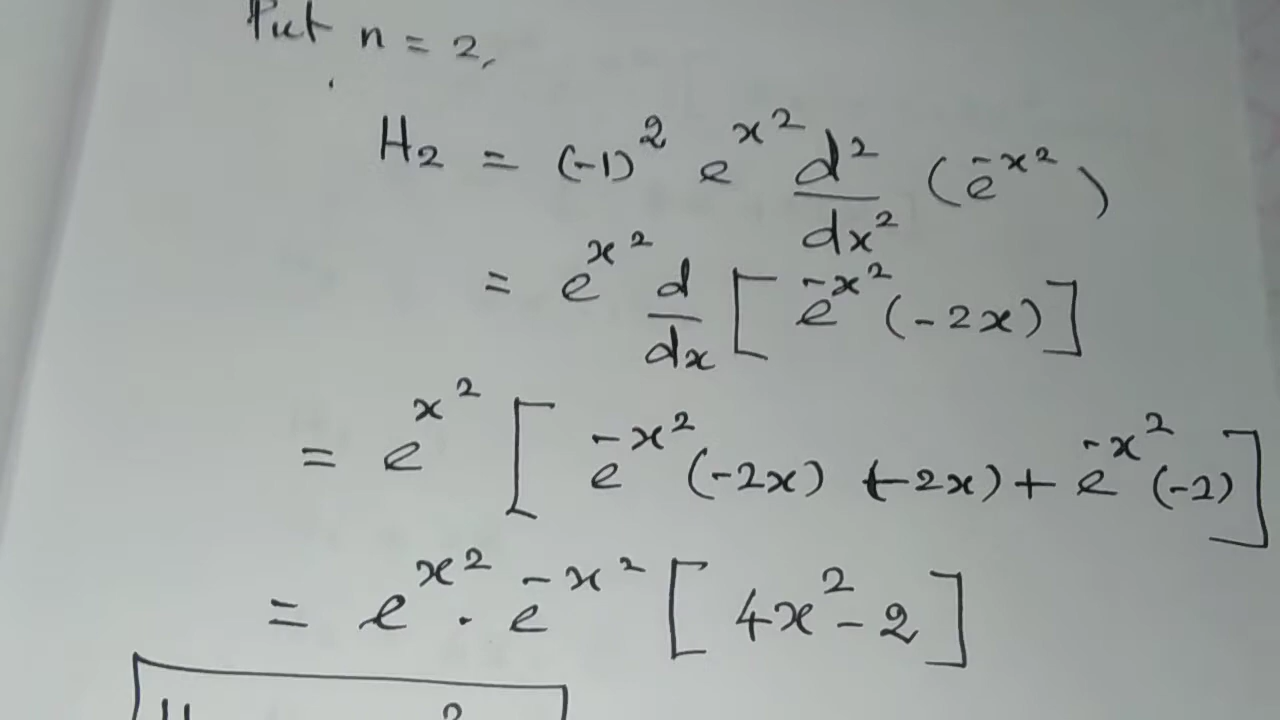 Put n = 2,
H₂ = (-1)² e^{x²} d²/dx² (e^{-x²})
= e^{x²} d/dx [ e^{-x²} (-2x) ]
= e^{x²} [ e^{-x²} (-2x) (-2x) + e^{-x²} (-2) ]
= e^{x²} · e^{-x²} [ 4x² - 2 ]